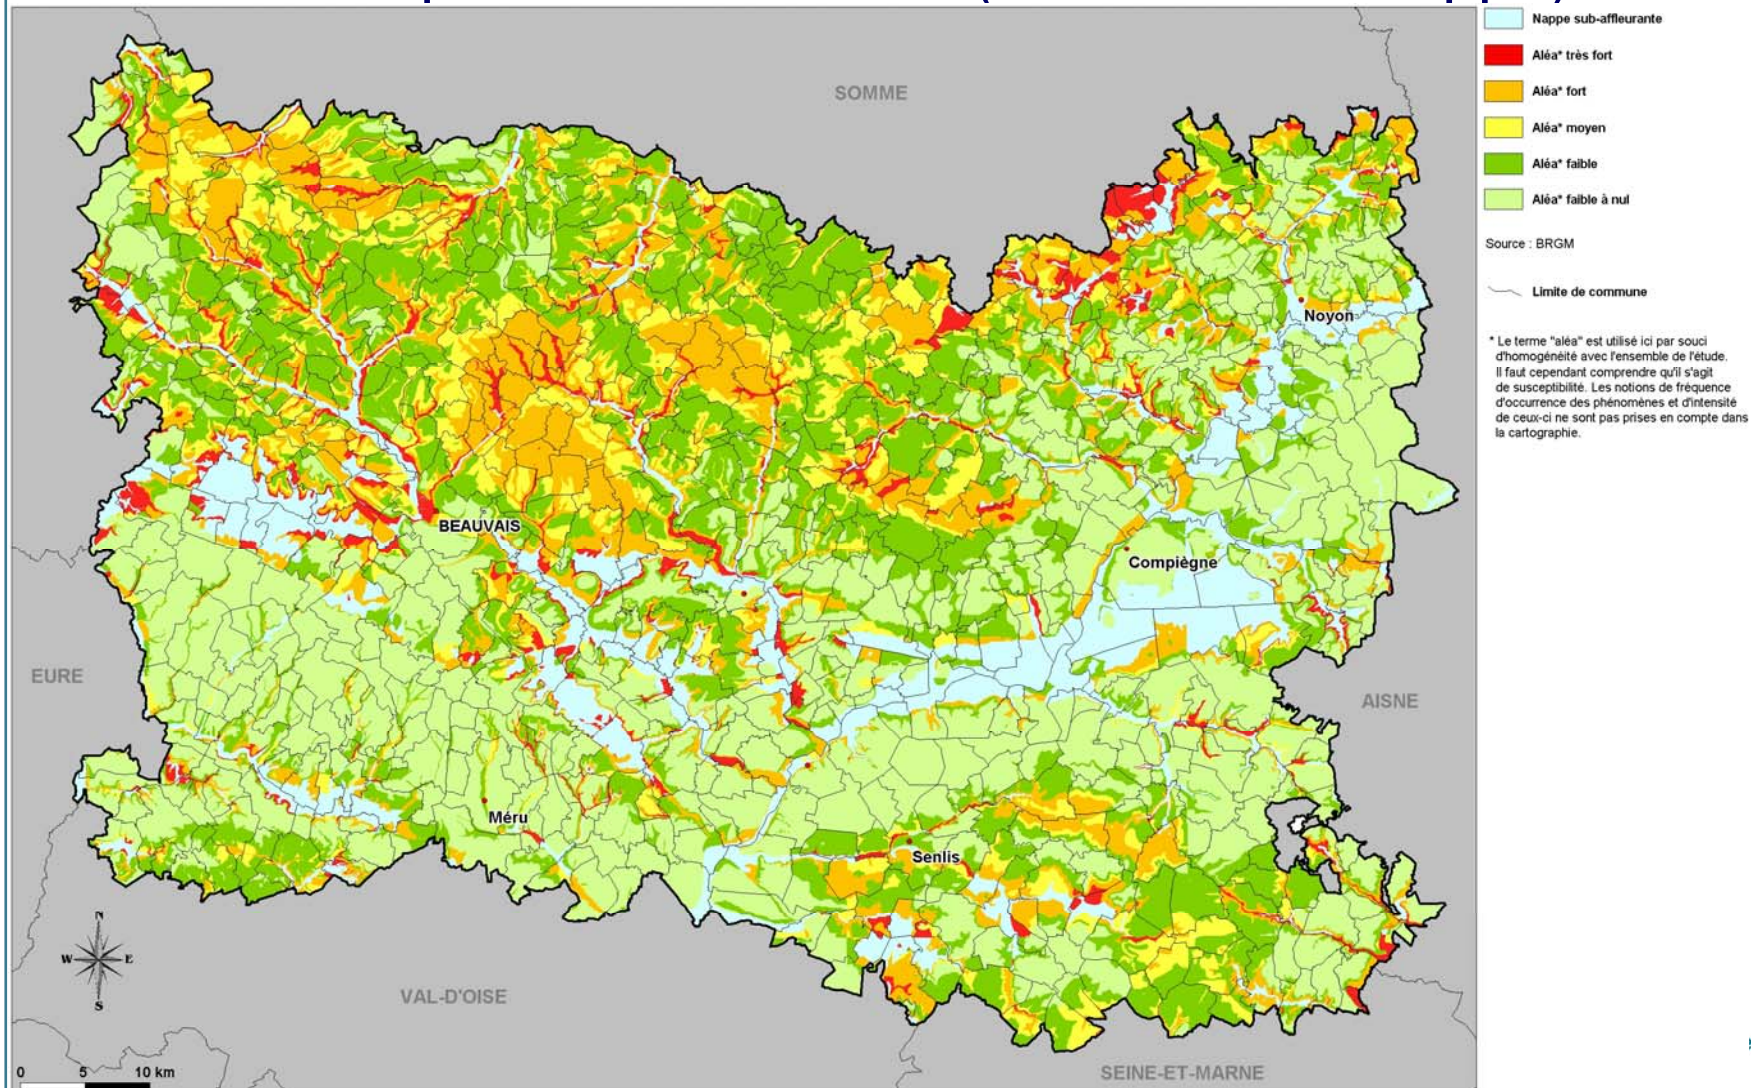 Nappe sub-affleurante
Aléa* très fort
Aléa* fort
Aléa* moyen
Aléa* faible
Aléa* faible à nul
Source : BRGM
Limite de commune
* Le terme "aléa" est utilisé ici par souci
d'homogénéité avec l'ensemble de l'étude.
Il faut cependant comprendre qu'il s'agit
de susceptibilité. Les notions de fréquence
d'occurrence des phénomènes et d'intensité
de ceux-ci ne sont pas prises en compte dans
la cartographie.
SOMME
Noyon
BEAUVAIS
Compiègne
EURE
AISNE
Méru
Senlis
N
W E
S
VAL-D'OISE
SEINE-ET-MARNE
0 5 10 km